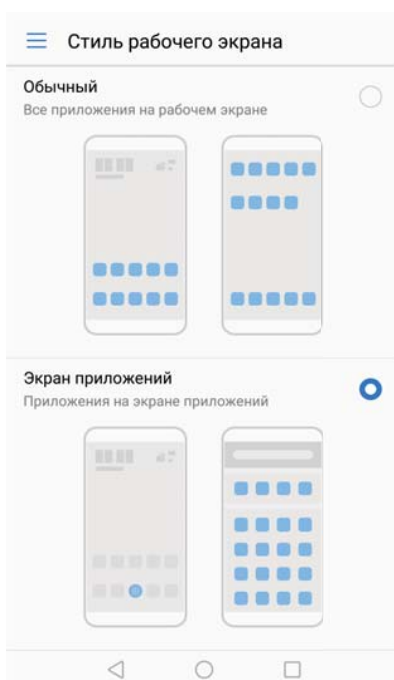 Стиль рабочего экрана
Обычный
Все приложения на рабочем экране
Экран приложений
Приложения на экране приложений